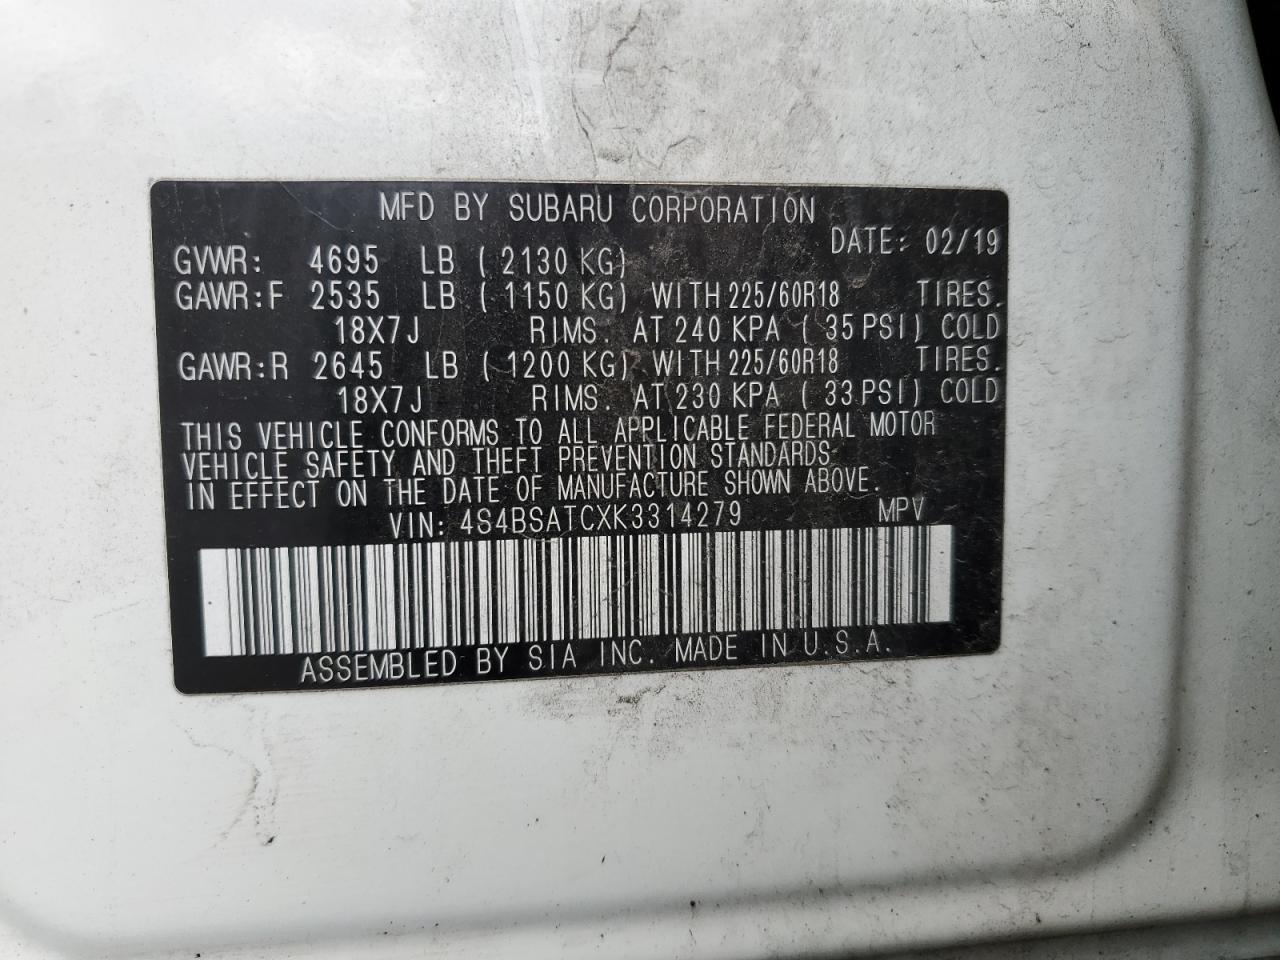 MFD BY SUBARU CORPORATION
DATE: 02/19
GVWR: 4695 LB ( 2130 KG)
GAWR:F 2535 LB ( 1150 KG) WITH 225/60R18 TIRES.
18X7J RIMS. AT 240 KPA ( 35 PSI) COLD
GAWR:R 2645 LB ( 1200 KG) WITH 225/60R18 TIRES.
18X7J RIMS. AT 230 KPA ( 33 PSI) COLD
THIS VEHICLE CONFORMS TO ALL APPLICABLE FEDERAL MOTOR
VEHICLE SAFETY AND THEFT PREVENTION STANDARDS
IN EFFECT ON THE DATE OF MANUFACTURE SHOWN ABOVE.
VIN: 4S4BSATCXK3314279 MPV
ASSEMBLED BY SIA INC. MADE IN U.S.A.